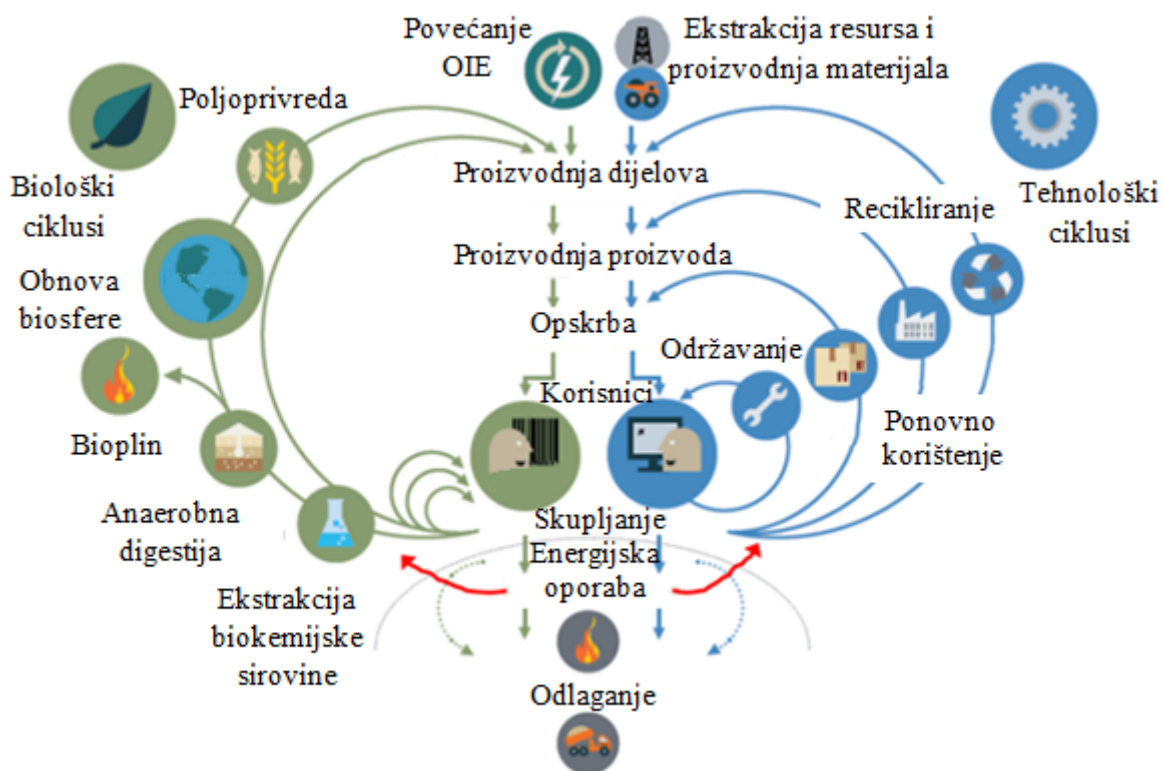 Povećanje
OIE
Ekstrakcija resursa i
proizvodnja materijala
Poljoprivreda
Biološki
ciklusi
Tehnološki
ciklusi
Proizvodnja dijelova
Recikliranje
Proizvodnja proizvoda
Obnova
biosfere
Opskrba
Održavanje
Korisnici
Bioplin
Ponovno
korištenje
Anaerobna
digestija
Skupljanje
Energijska
oporaba
Ekstrakcija
biokemijske
sirovine
Odlaganje